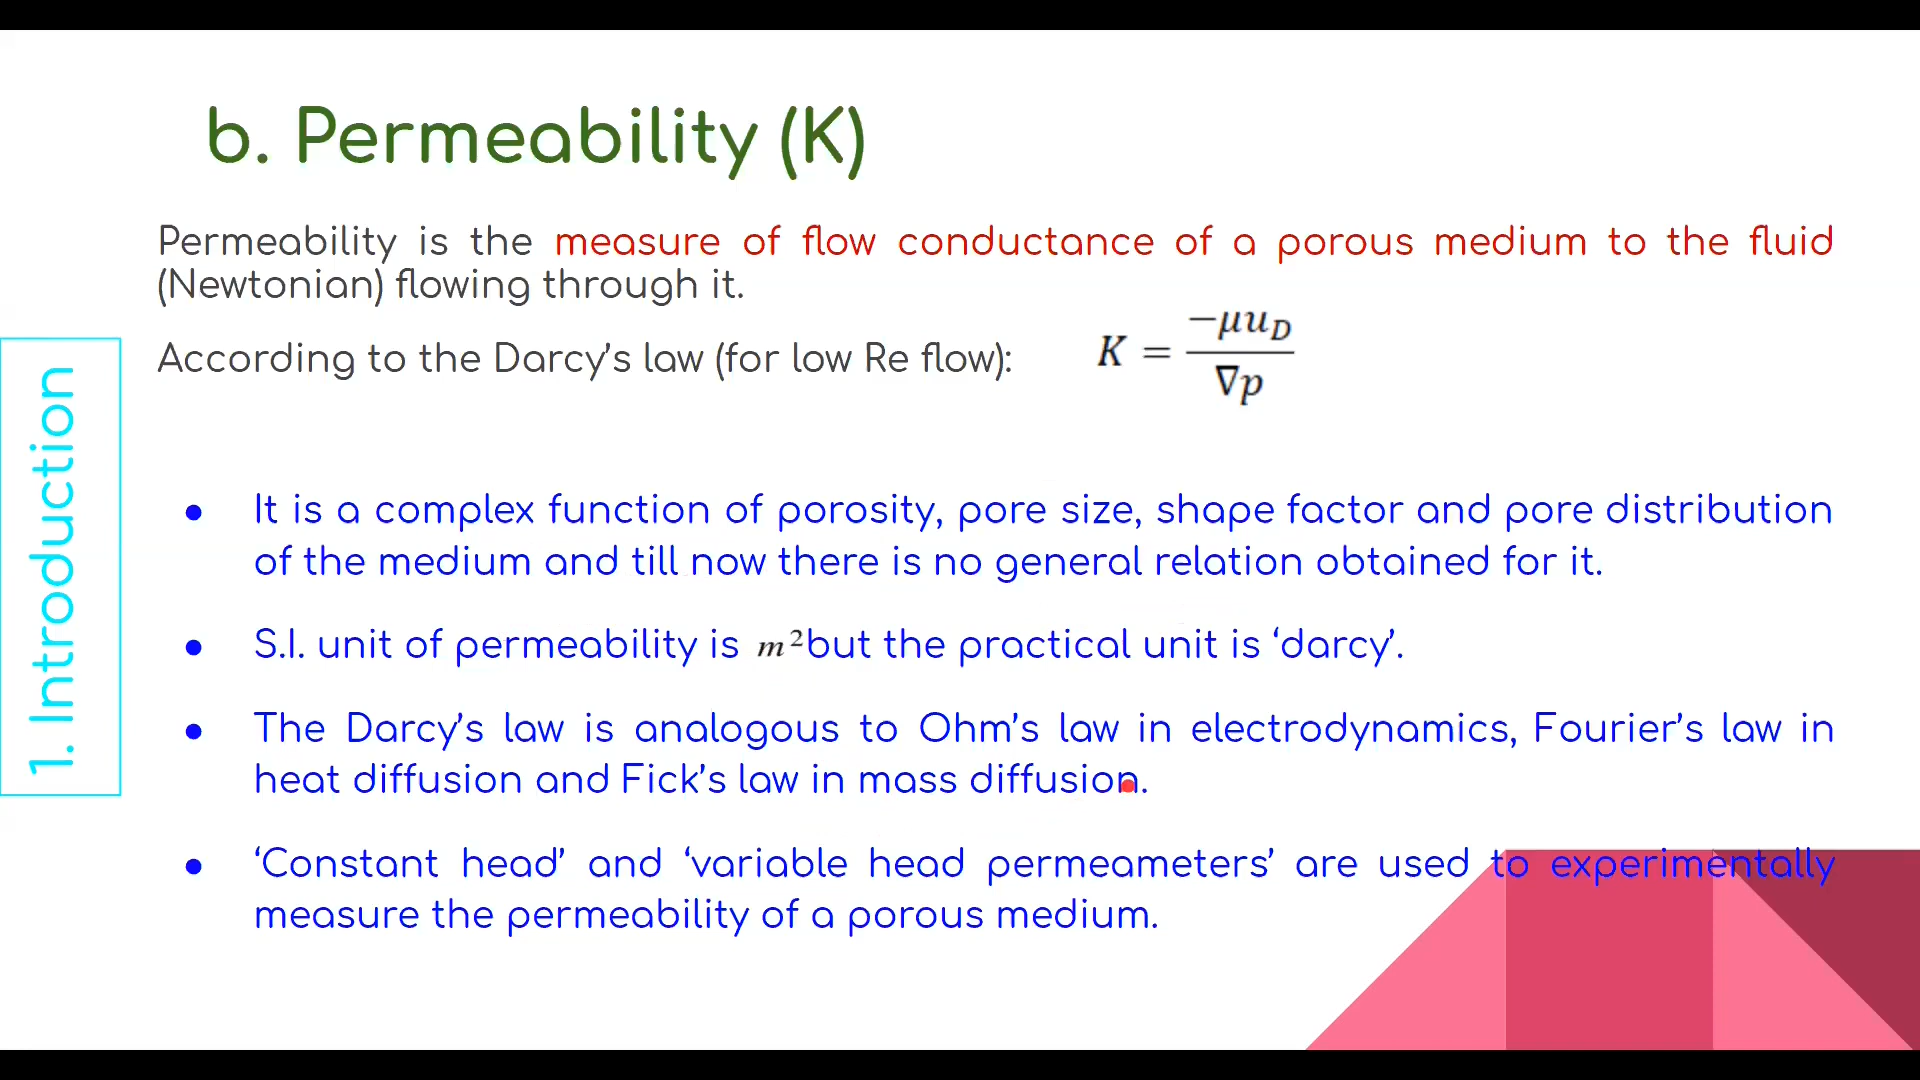 b. Permeability (K)
Permeability is the measure of flow conductance of a porous medium to the fluid
(Newtonian) flowing through it.
According to the Darcy’s law (for low Re flow): K = −μu_D / ∇p
1. Introduction
● It is a complex function of porosity, pore size, shape factor and pore distribution
of the medium and till now there is no general relation obtained for it.
● S.I. unit of permeability is m² but the practical unit is ‘darcy’.
● The Darcy’s law is analogous to Ohm’s law in electrodynamics, Fourier’s law in
heat diffusion and Fick’s law in mass diffusion.
● ‘Constant head’ and ‘variable head permeameters’ are used to experimentally
measure the permeability of a porous medium.